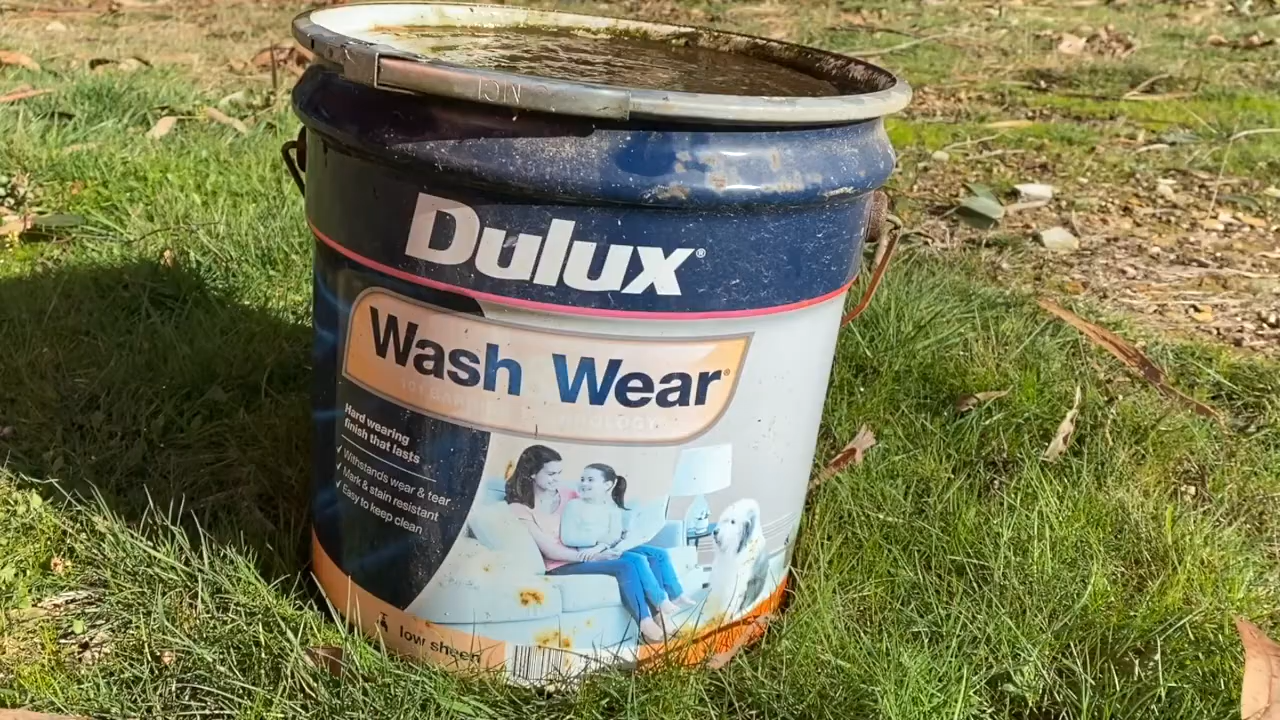 Dulux®
Wash Wear®
Hard wearing
finish that lasts
✓ Withstands wear & tear
✓ Mark & stain resistant
✓ Easy to keep clean
low sheen